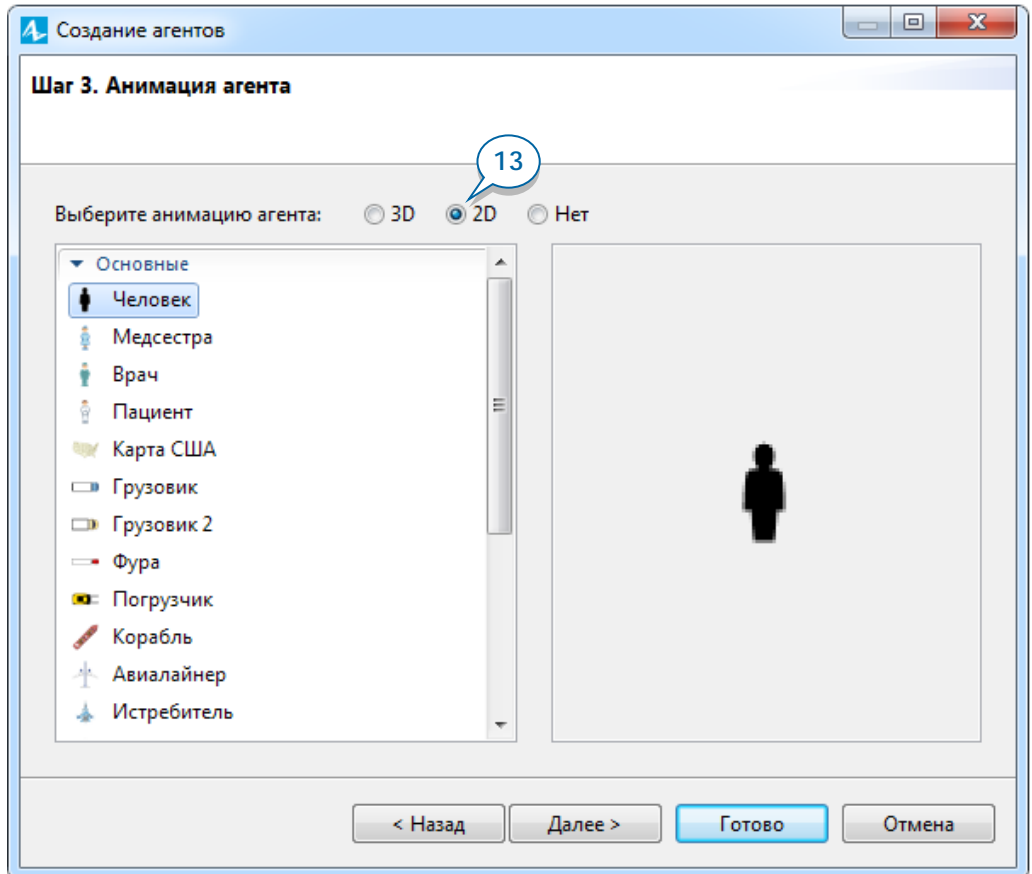 Создание агентов
Шаг 3. Анимация агента
13
Выберите анимацию агента: 3D 2D Нет
Основные
Человек
Медсестра
Врач
Пациент
Карта США
Грузовик
Грузовик 2
Фура
Погрузчик
Корабль
Авиалайнер
Истребитель
< Назад Далее > Готово Отмена